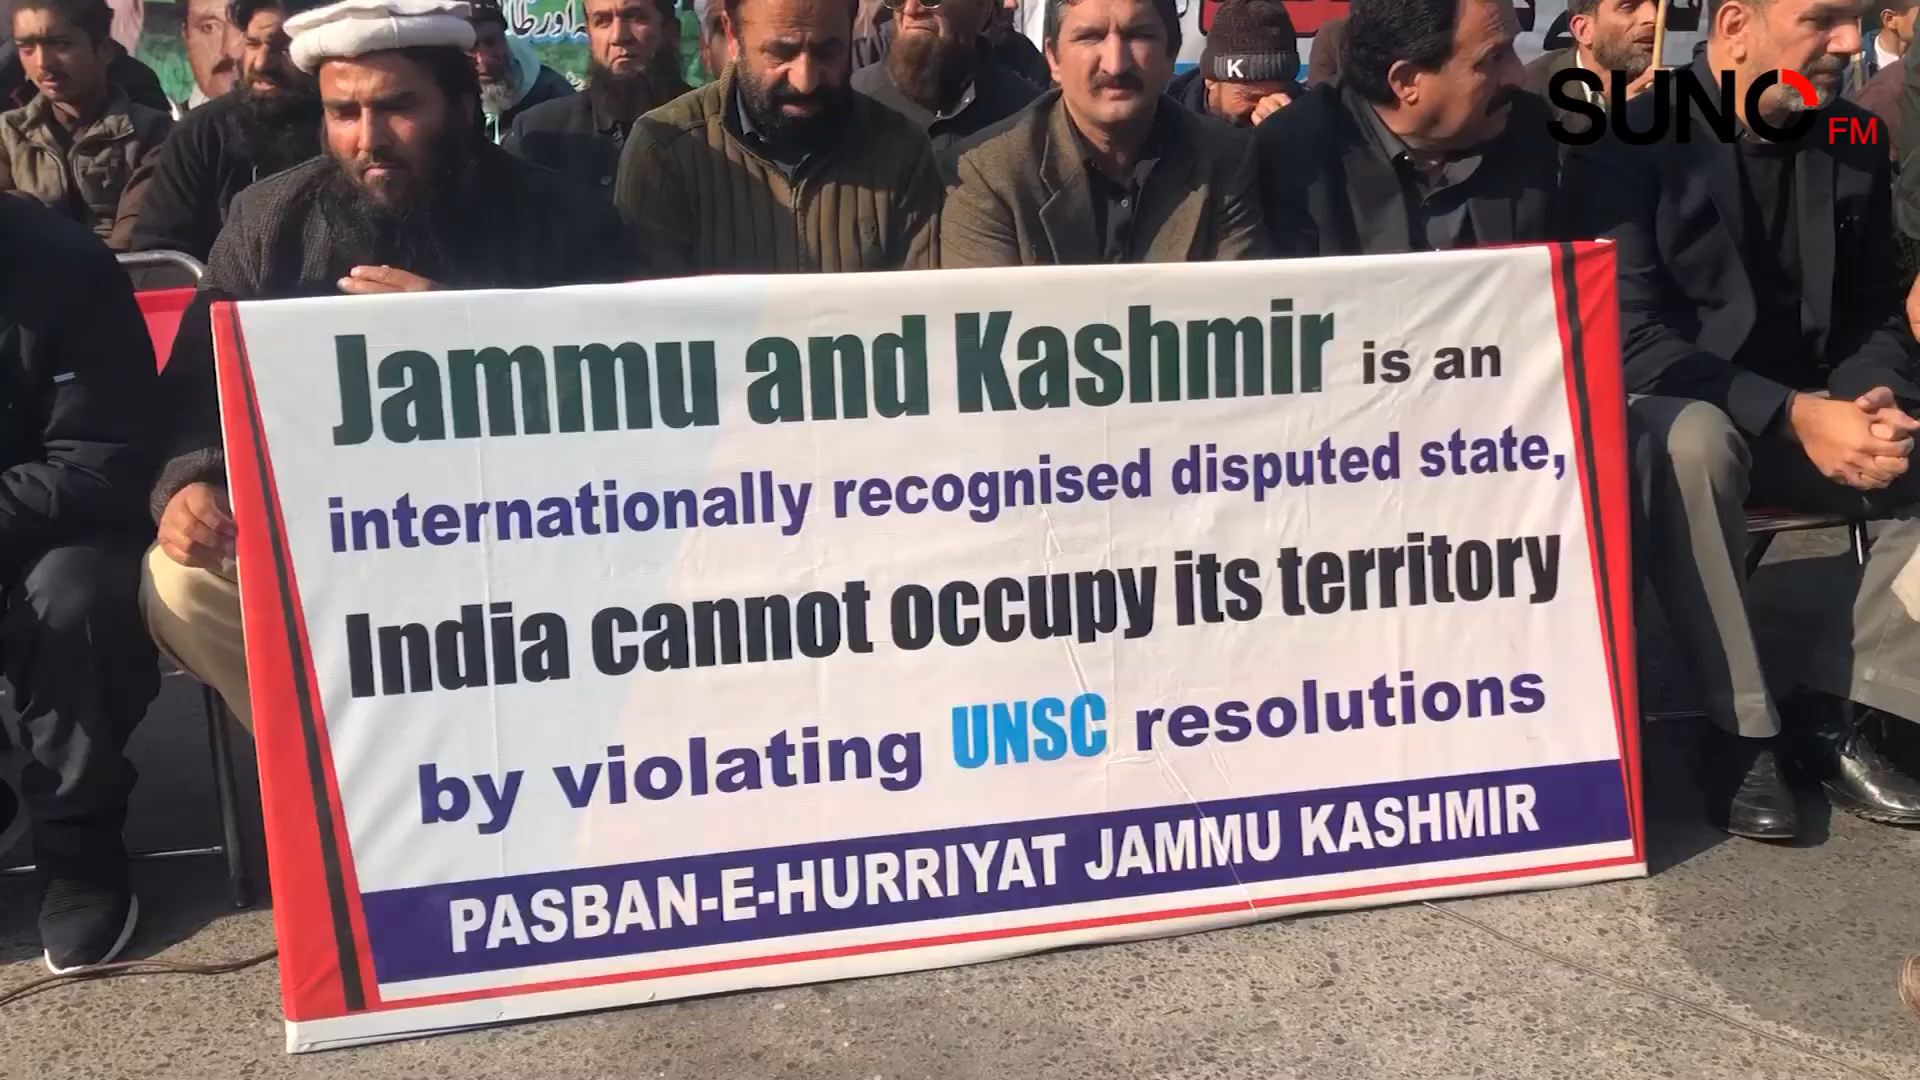 SUNO
FM
K
Jammu and Kashmir is an
internationally recognised disputed state,
India cannot occupy its territory
by violating UNSC resolutions
PASBAN-E-HURRIYAT JAMMU KASHMIR